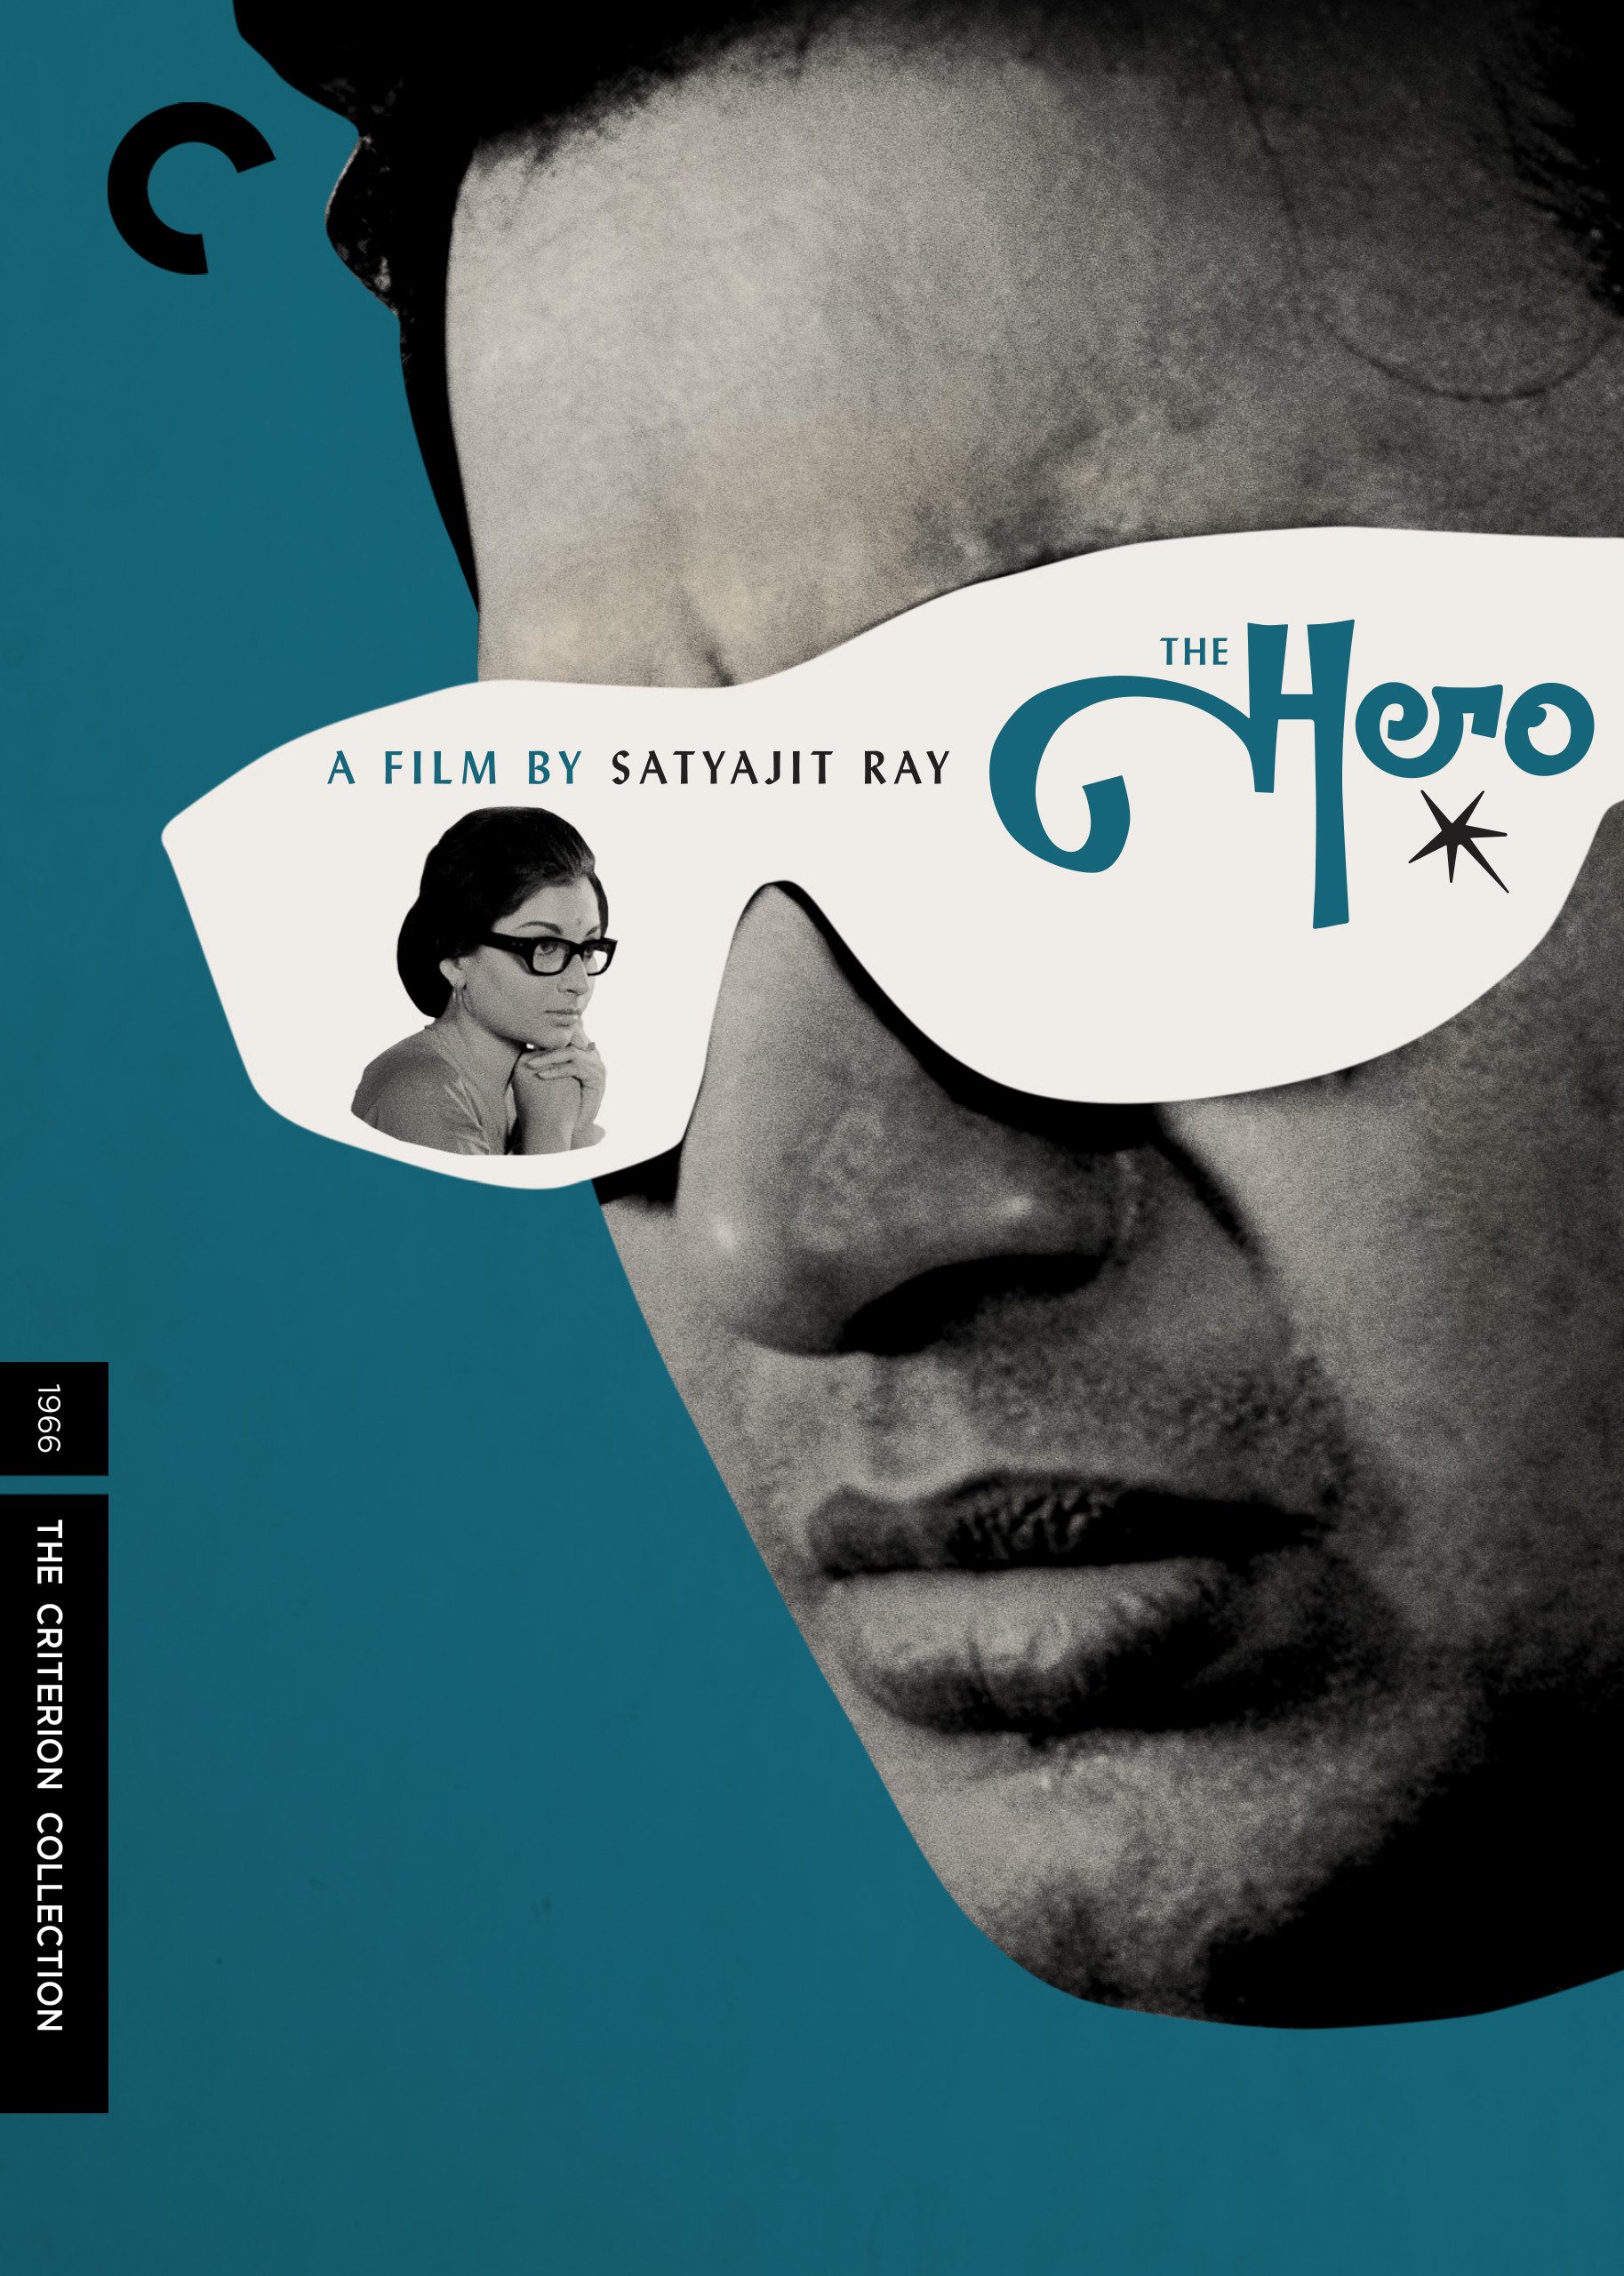 THE
Hero
A FILM BY SATYAJIT RAY
1966
THE CRITERION COLLECTION